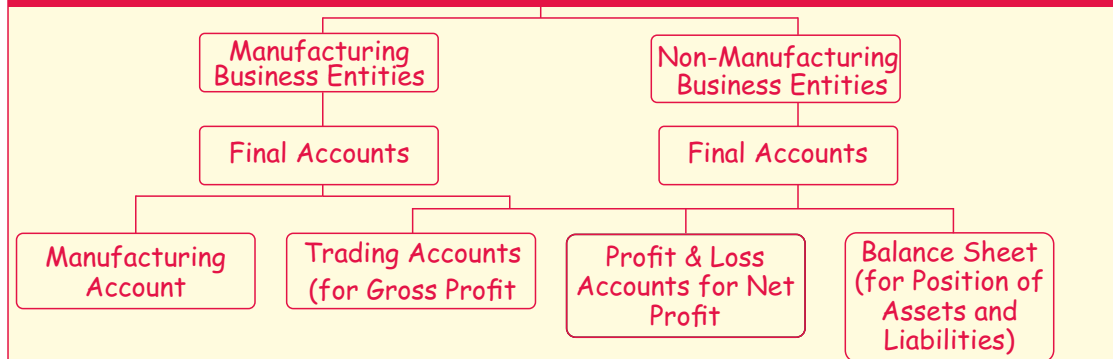 Manufacturing
Business Entities
Non-Manufacturing
Business Entities
Final Accounts
Final Accounts
Manufacturing
Account
Trading Accounts
(for Gross Profit
Profit & Loss
Accounts for Net
Profit
Balance Sheet
(for Position of
Assets and
Liabilities)